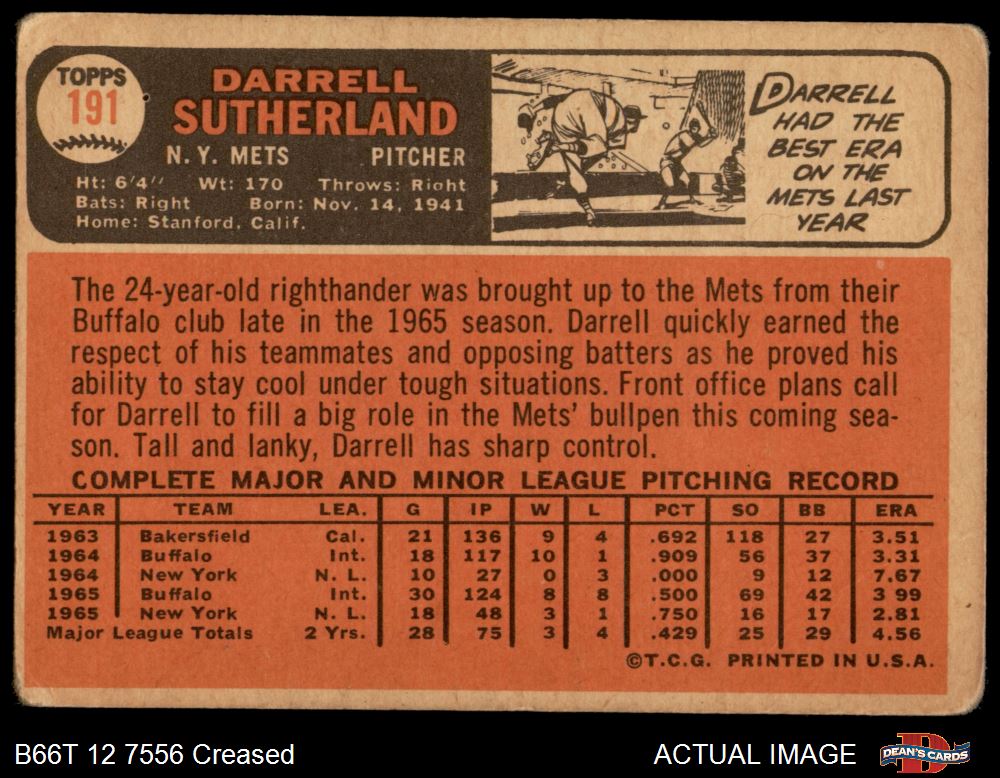 TOPPS
191
DARRELL
SUTHERLAND
N. Y. METS PITCHER
Ht: 6'4" Wt: 170 Throws: Right
Bats: Right Born: Nov. 14, 1941
Home: Stanford, Calif.
DARRELL
HAD THE
BEST ERA
ON THE
METS LAST
YEAR
The 24-year-old righthander was brought up to the Mets from their
Buffalo club late in the 1965 season. Darrell quickly earned the
respect of his teammates and opposing batters as he proved his
ability to stay cool under tough situations. Front office plans call
for Darrell to fill a big role in the Mets' bullpen this coming sea-
son. Tall and lanky, Darrell has sharp control.
COMPLETE MAJOR AND MINOR LEAGUE PITCHING RECORD
YEAR TEAM LEA. G IP W L PCT SO BB ERA
1963 Bakersfield Cal. 21 136 9 4 .692 118 27 3.51
1964 Buffalo Int. 18 117 10 1 .909 56 37 3.31
1964 New York N. L. 10 27 0 3 .000 9 12 7.67
1965 Buffalo Int. 30 124 8 8 .500 69 42 3 99
1965 New York N. L. 18 48 3 1 .750 16 17 2.81
Major League Totals 2 Yrs. 28 75 3 4 .429 25 29 4.56
©T.C.G. PRINTED IN U.S.A.
B66T 12 7556 Creased ACTUAL IMAGE
DEAN'S CARDS